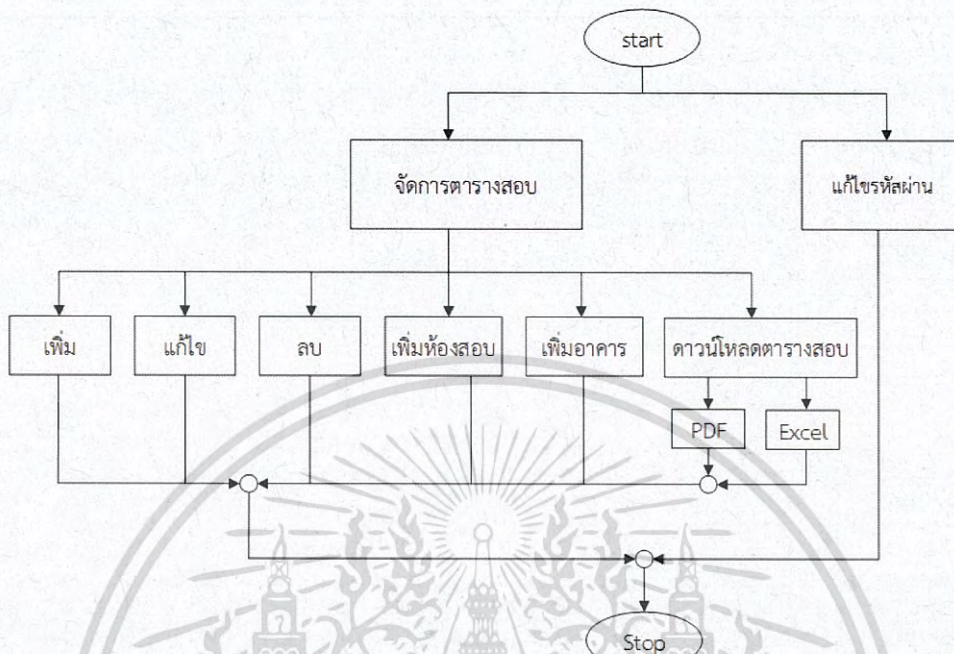 start
จัดการตารางสอบ
แก้ไขรหัสผ่าน
เพิ่ม
แก้ไข
ลบ
เพิ่มห้องสอบ
เพิ่มอาคาร
ดาวน์โหลดตารางสอบ
PDF
Excel
Stop